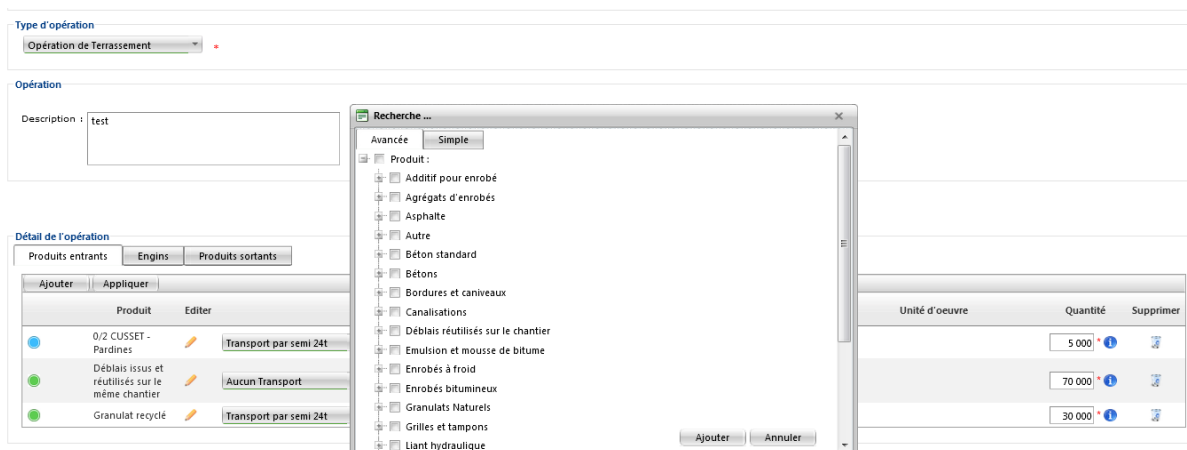 Type d'opération
Opération de Terrassement *
Opération
Description : test
Recherche ...
Avancée Simple
Produit :
Additif pour enrobé
Agrégats d'enrobés
Asphalte
Autre
Béton standard
Bétons
Bordures et caniveaux
Canalisations
Déblais réutilisés sur le chantier
Emulsion et mousse de bitume
Enrobés à froid
Enrobés bitumineux
Granulats Naturels
Grilles et tampons
Liant hydraulique
Ajouter Annuler
Détail de l'opération
Produits entrants Engins Produits sortants
Ajouter Appliquer
Produit Editer Unité d'oeuvre Quantité Supprimer
0/2 CUSSET -
Pardines
Transport par semi 24t 5 000 *
Déblais issus et
réutilisés sur le
même chantier
Aucun Transport 70 000 *
Granulat recyclé Transport par semi 24t 30 000 *